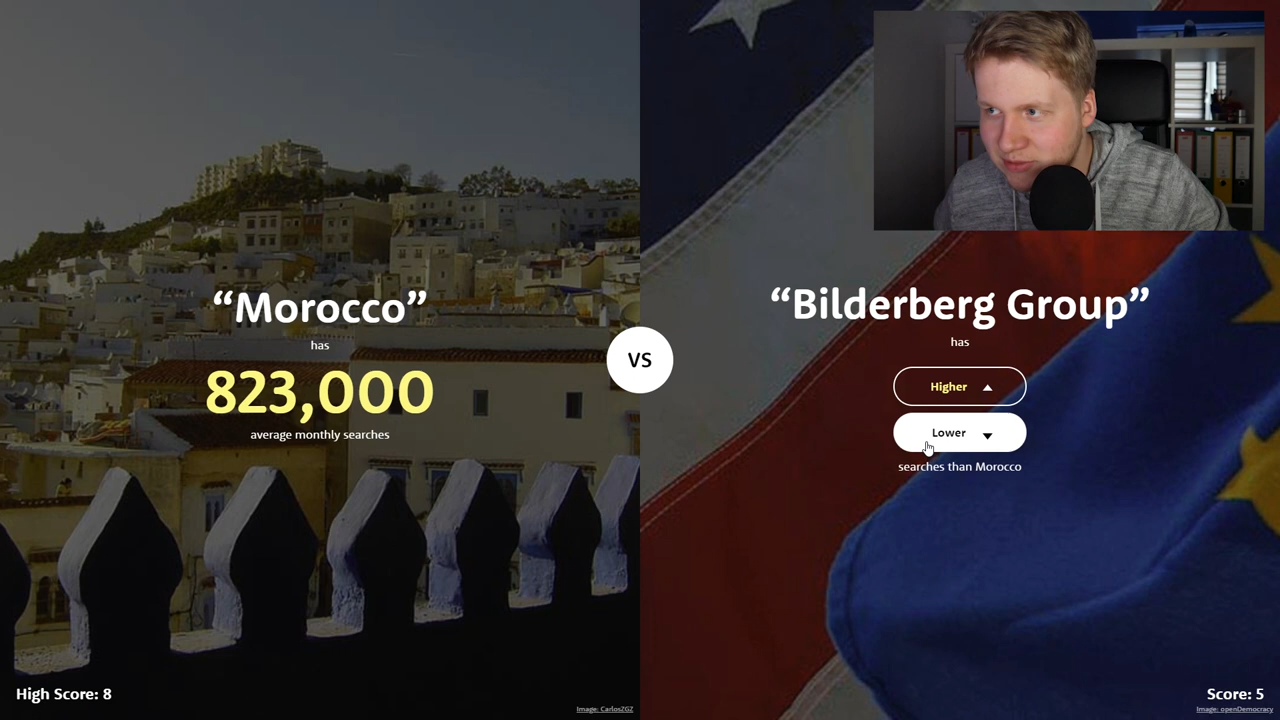 “Morocco”
has
823,000
average monthly searches
VS
“Bilderberg Group”
has
Higher
Lower
searches than Morocco
High Score: 8
Image: CarlosZGZ
Score: 5
Image: openDemocracy